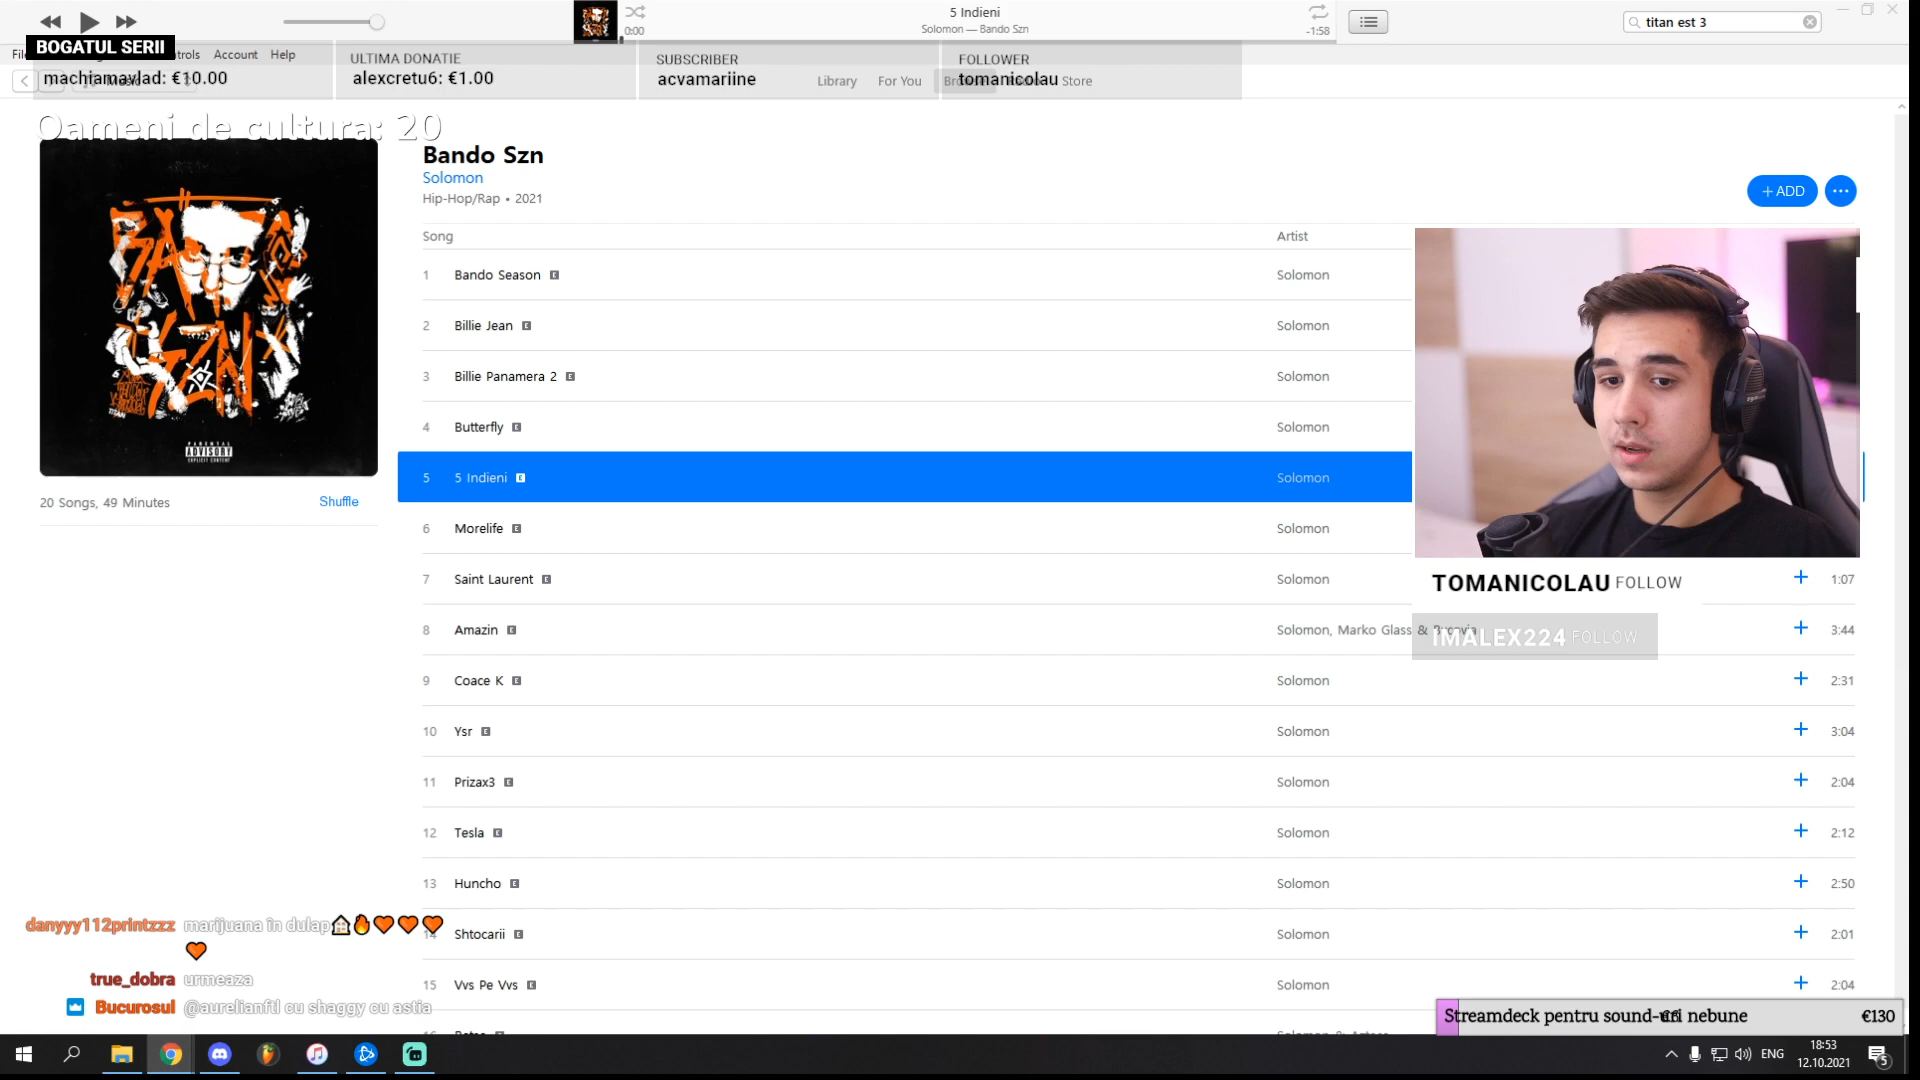 5 Indieni
Solomon — Bando Szn
0:00
-1:58
titan est 3
BOGATUL SERII
Account Help
machiamavlad: €10.00
ULTIMA DONATIE
alexcretu6: €1.00
SUBSCRIBER
acvamariine
FOLLOWER
tomanicolau
Library For You Store
Oameni de cultura: 20
PARENTAL
ADVISORY
EXPLICIT CONTENT
20 Songs, 49 Minutes Shuffle
Bando Szn
Solomon
Hip-Hop/Rap • 2021
+ ADD
Song Artist
1 Bando Season E Solomon
2 Billie Jean E Solomon
3 Billie Panamera 2 E Solomon
4 Butterfly E Solomon
5 5 Indieni E Solomon
6 Morelife E Solomon
7 Saint Laurent E Solomon 1:07
8 Amazin E Solomon, Marko Glass & 3:44
9 Coace K E Solomon 2:31
10 Ysr E Solomon 3:04
11 Prizax3 E Solomon 2:04
12 Tesla E Solomon 2:12
13 Huncho E Solomon 2:50
14 Shtocarii E Solomon 2:01
15 Vvs Pe Vvs E Solomon 2:04
TOMANICOLAU FOLLOW
IMALEX224 FOLLOW
danyyy112printzzz marijuana în dulap
true_dobra urmeaza
Bucurosul @aurelianftl cu shaggy cu astia
Streamdeck pentru sound-uri nebune €130
ENG
18:53
12.10.2021
5